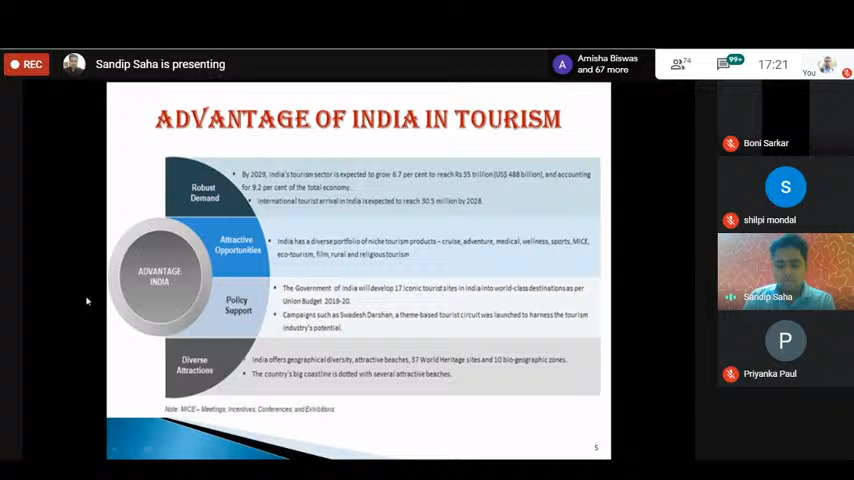 REC
Sandip Saha is presenting
A
Amisha Biswas
and 67 more
74
99+
17:21
You
ADVANTAGE OF INDIA IN TOURISM
Robust
Demand
• By 2029, India's tourism sector is expected to grow 6.7 per cent to reach Rs 35 trillion (US$ 488 billion), and accounting
for 9.2 per cent of the total economy.
• International tourist arrival in India is expected to reach 30.5 million by 2028.
Attractive
Opportunities
• India has a diverse portfolio of niche tourism products – cruise, adventure, medical, wellness, sports, MICE,
eco-tourism, film, rural and religious tourism
ADVANTAGE
INDIA
Policy
Support
• The Government of India will develop 17 iconic tourist sites in India into world-class destinations as per
Union Budget 2019-20.
• Campaigns such as Swadesh Darshan, a theme-based tourist circuit was launched to harness the tourism
industry's potential.
Diverse
Attractions
India offers geographical diversity, attractive beaches, 37 World Heritage sites and 10 bio-geographic zones.
• The country's big coastline is dotted with several attractive beaches.
Note: MICE – Meetings, Incentives, Conferences, and Exhibitions
5
Boni Sarkar
S
shilpi mondal
Sandip Saha
P
Priyanka Paul